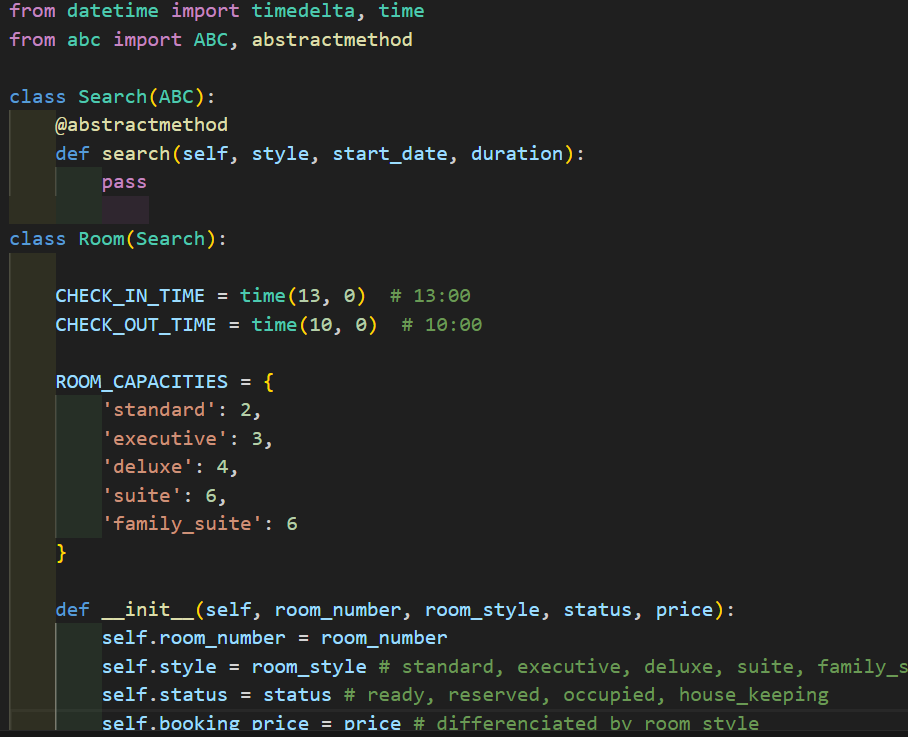 from datetime import timedelta, time
from abc import ABC, abstractmethod
class Search(ABC):
@abstractmethod
def search(self, style, start_date, duration):
pass
class Room(Search):
CHECK_IN_TIME = time(13, 0)  # 13:00
CHECK_OUT_TIME = time(10, 0)  # 10:00
ROOM_CAPACITIES = {
'standard': 2,
'executive': 3,
'deluxe': 4,
'suite': 6,
'family_suite': 6
}
def __init__(self, room_number, room_style, status, price):
self.room_number = room_number
self.style = room_style # standard, executive, deluxe, suite, family_s
self.status = status # ready, reserved, occupied, house_keeping
self.booking_price = price # differenciated by room style